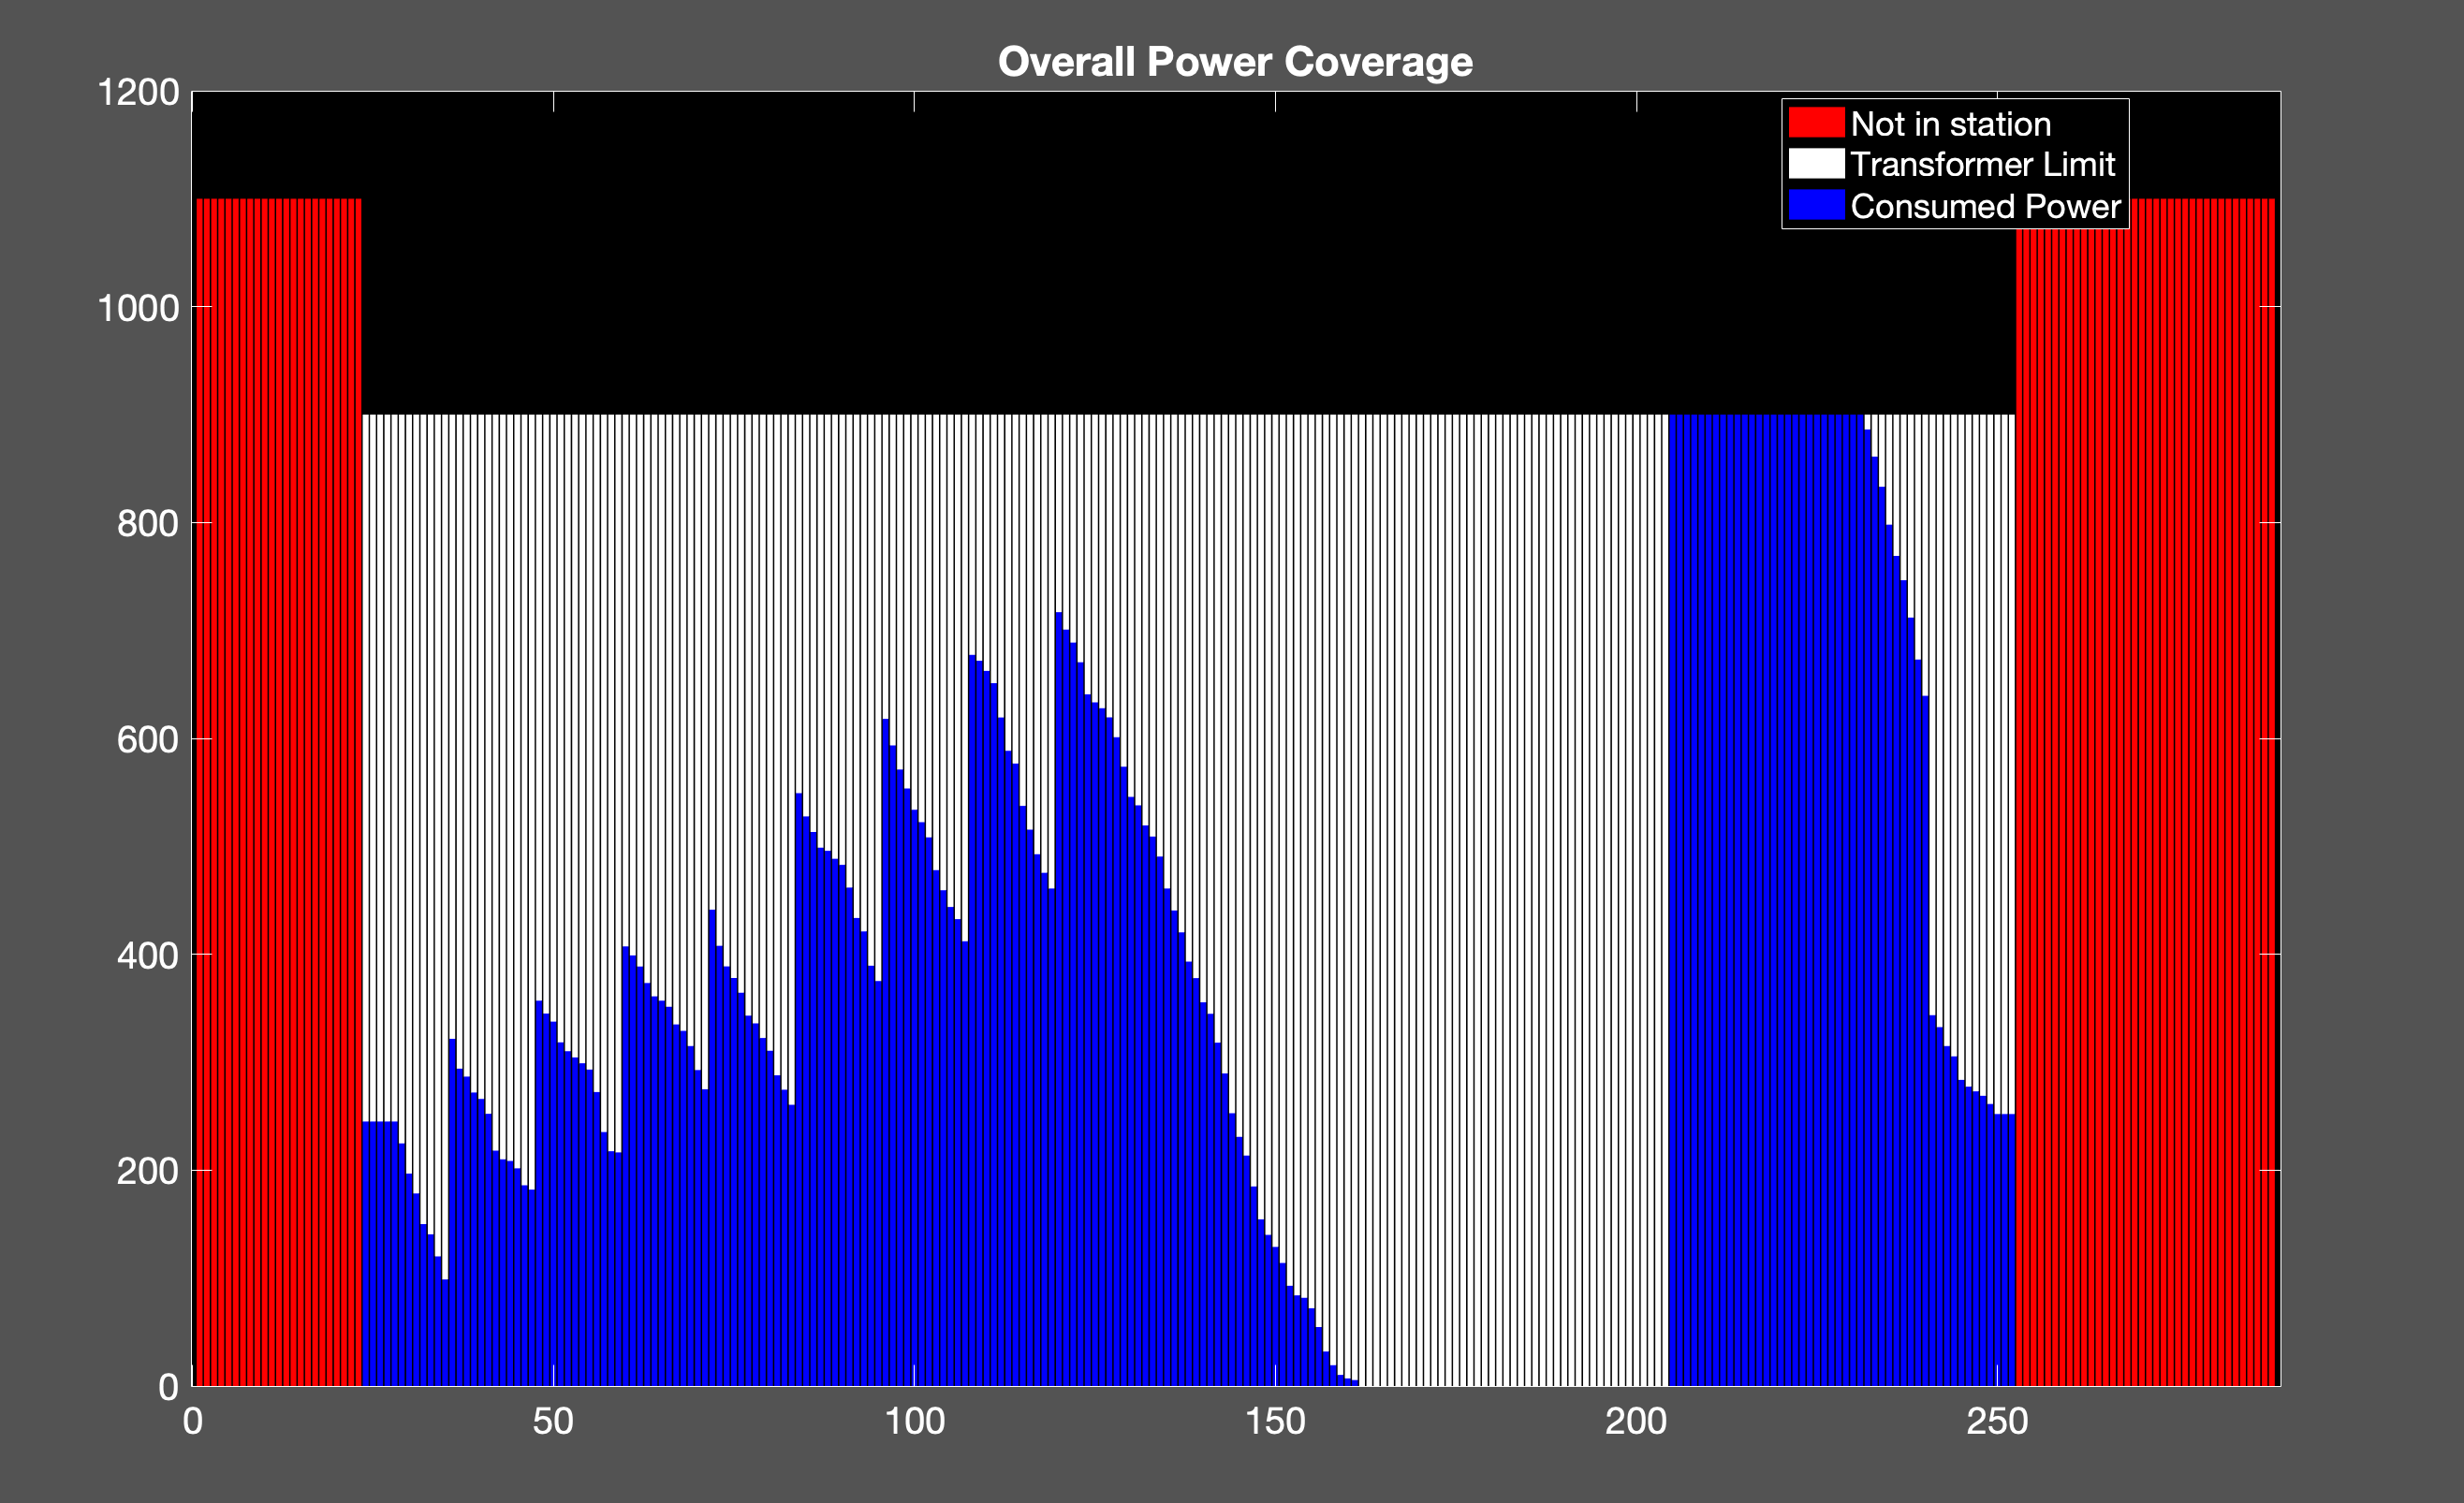 Overall Power Coverage
1200
1000
800
600
400
200
0
Not in station
Transformer Limit
Consumed Power
0 50 100 150 200 250